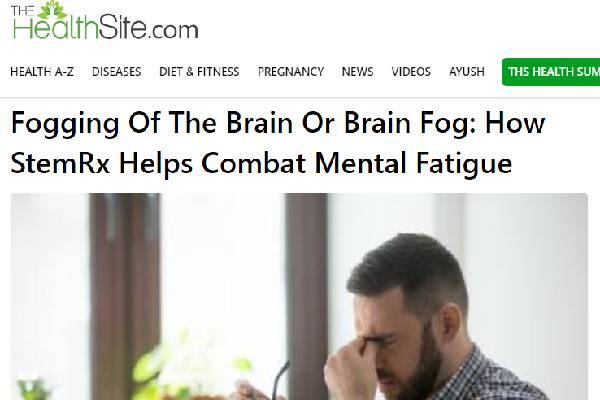 THE
HealthSite.com
HEALTH A-Z DISEASES DIET & FITNESS PREGNANCY NEWS VIDEOS AYUSH THS HEALTH SUM
Fogging Of The Brain Or Brain Fog: How
StemRx Helps Combat Mental Fatigue